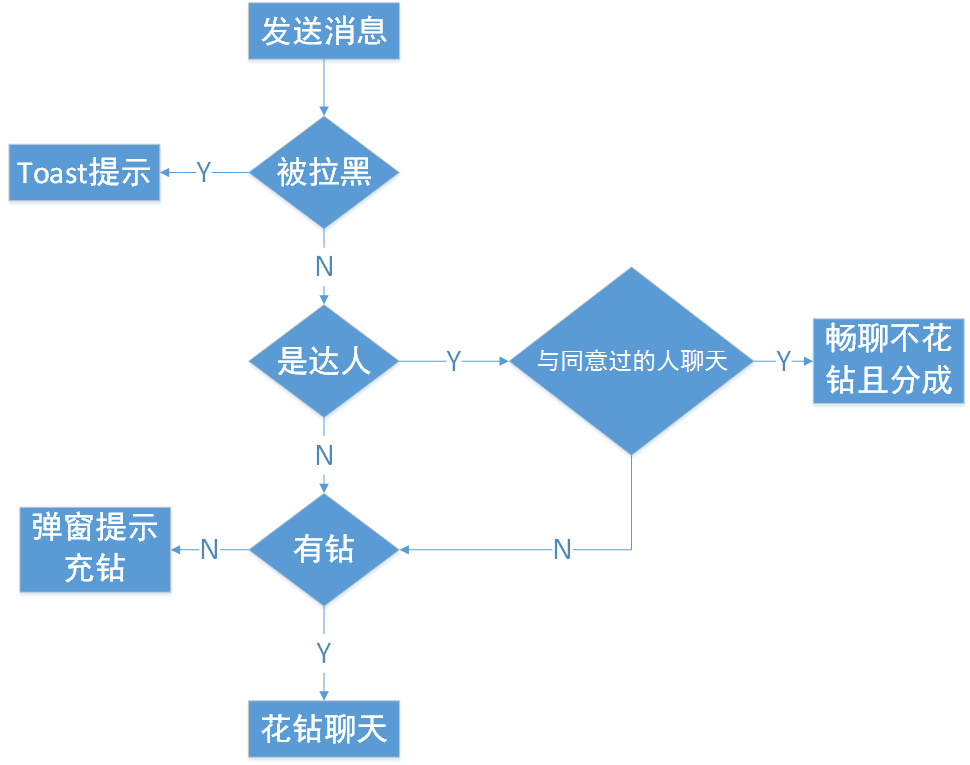 发送消息
被拉黑
Y
Toast提示
N
是达人
Y
与同意过的人聊天
Y
畅聊不花
钻且分成
N
有钻
N
N
弹窗提示
充钻
Y
花钻聊天